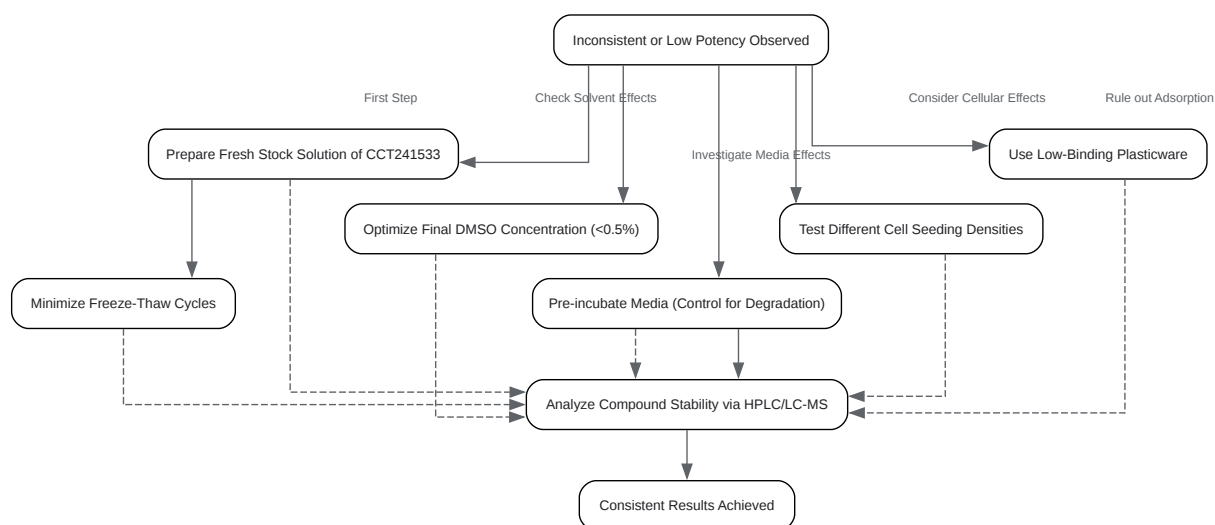 Inconsistent or Low Potency Observed
First Step
Check Solvent Effects
Consider Cellular Effects
Rule out Adsorption
Prepare Fresh Stock Solution of CCT241533
Investigate Media Effects
Use Low-Binding Plasticware
Optimize Final DMSO Concentration (<0.5%)
Test Different Cell Seeding Densities
Minimize Freeze-Thaw Cycles
Pre-incubate Media (Control for Degradation)
Analyze Compound Stability via HPLC/LC-MS
Consistent Results Achieved